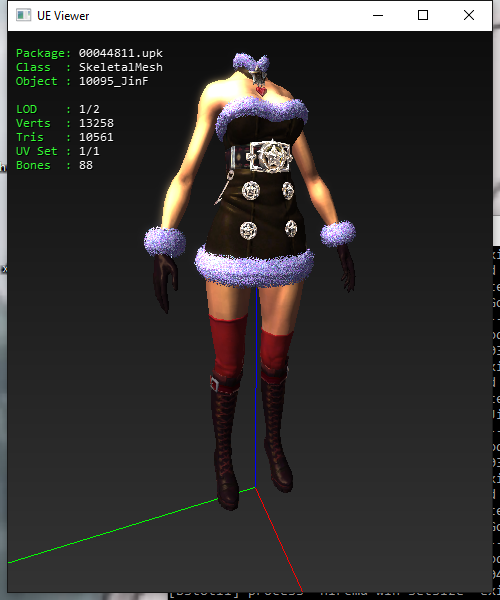 UE Viewer
Package: 00044811.upk
Class : SkeletalMesh
Object : 10095_JinF
LOD : 1/2
Verts : 13258
Tris : 10561
UV Set : 1/1
Bones : 88